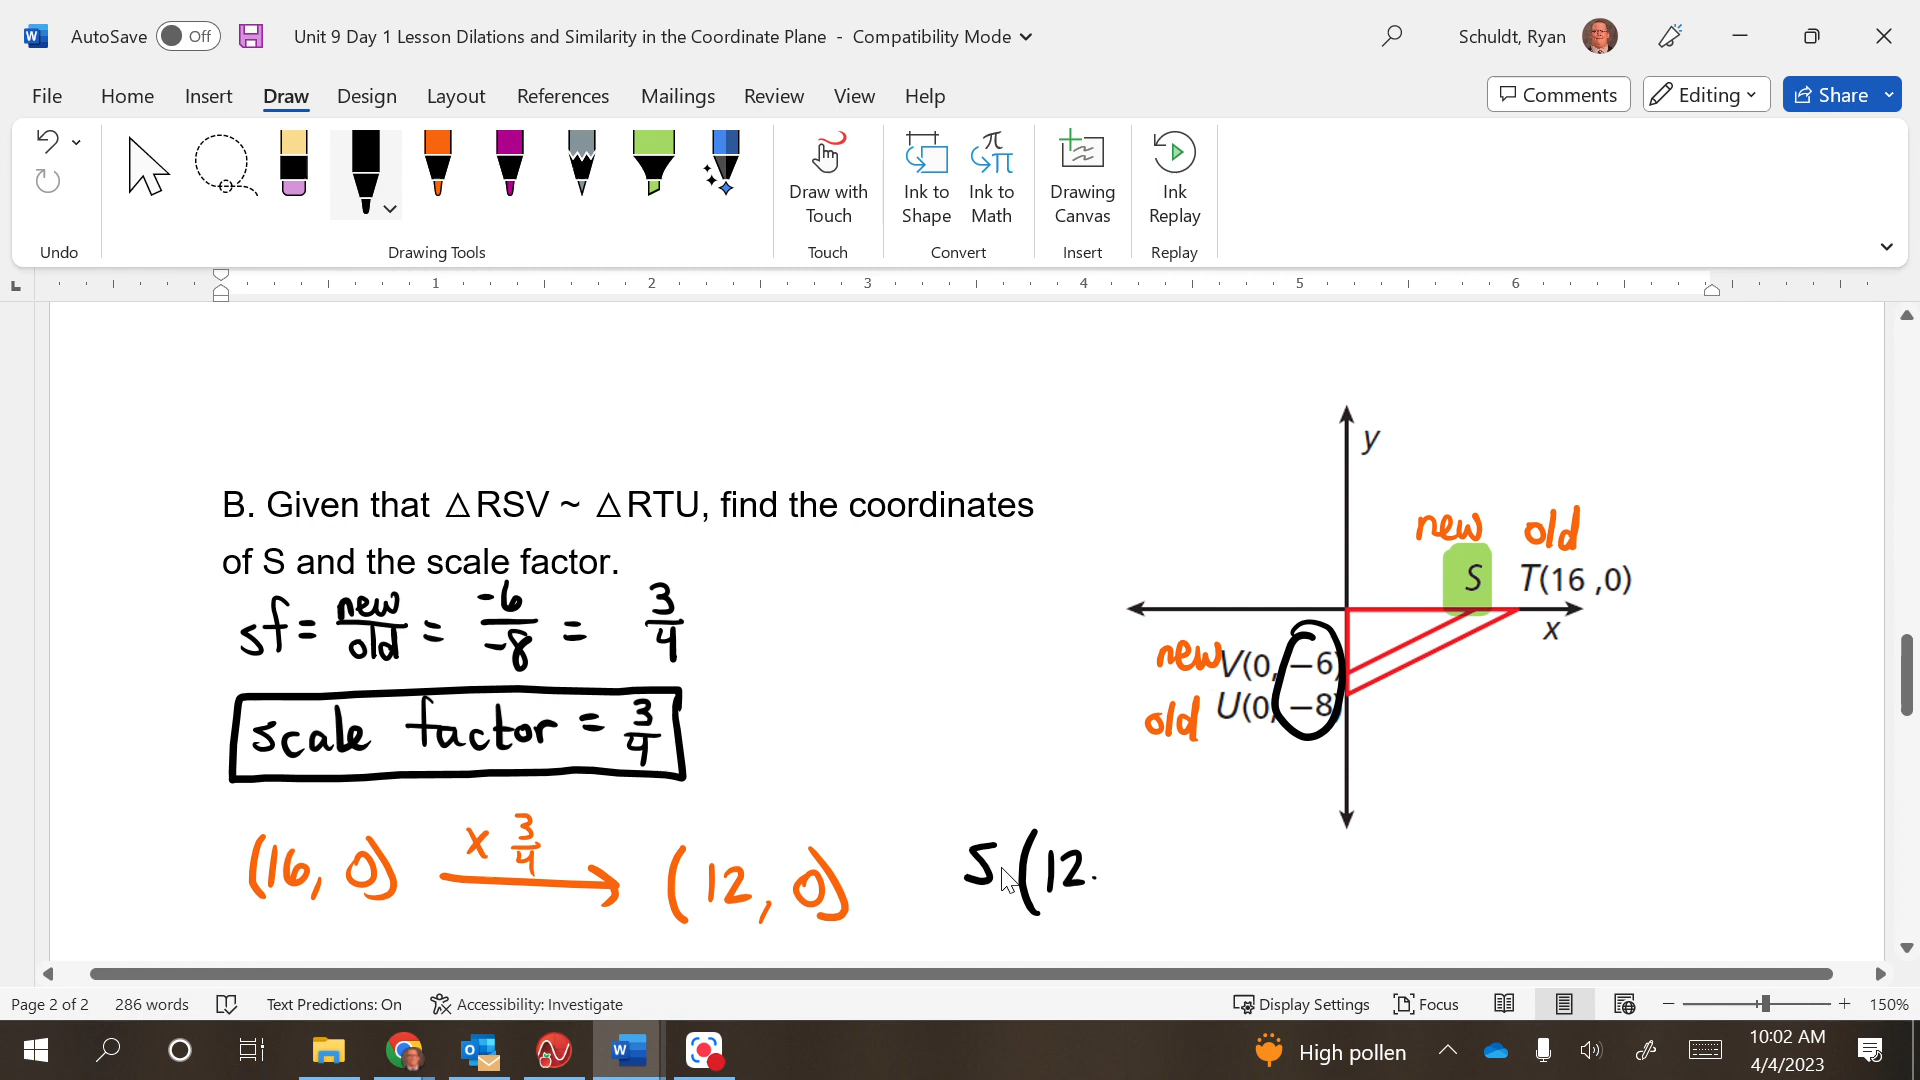 AutoSave Off Unit 9 Day 1 Lesson Dilations and Similarity in the Coordinate Plane - Compatibility Mode Schuldt, Ryan
File Home Insert Draw Design Layout References Mailings Review View Help Comments Editing Share
Draw with Touch
Ink to Shape
Ink to Math
Drawing Canvas
Ink Replay
Undo Drawing Tools Touch Convert Insert Replay
1 2 3 4 5 6
B. Given that △RSV ~ △RTU, find the coordinates
of S and the scale factor.
sf = new/old = -6/-8 = 3/4
scale factor = 3/4
(16, 0) x 3/4 → (12, 0)
S (12.
y
new old
S T(16 ,0)
x
new V(0, −6)
old U(0, −8)
Page 2 of 2 286 words Text Predictions: On Accessibility: Investigate Display Settings Focus 150%
High pollen 10:02 AM
4/4/2023